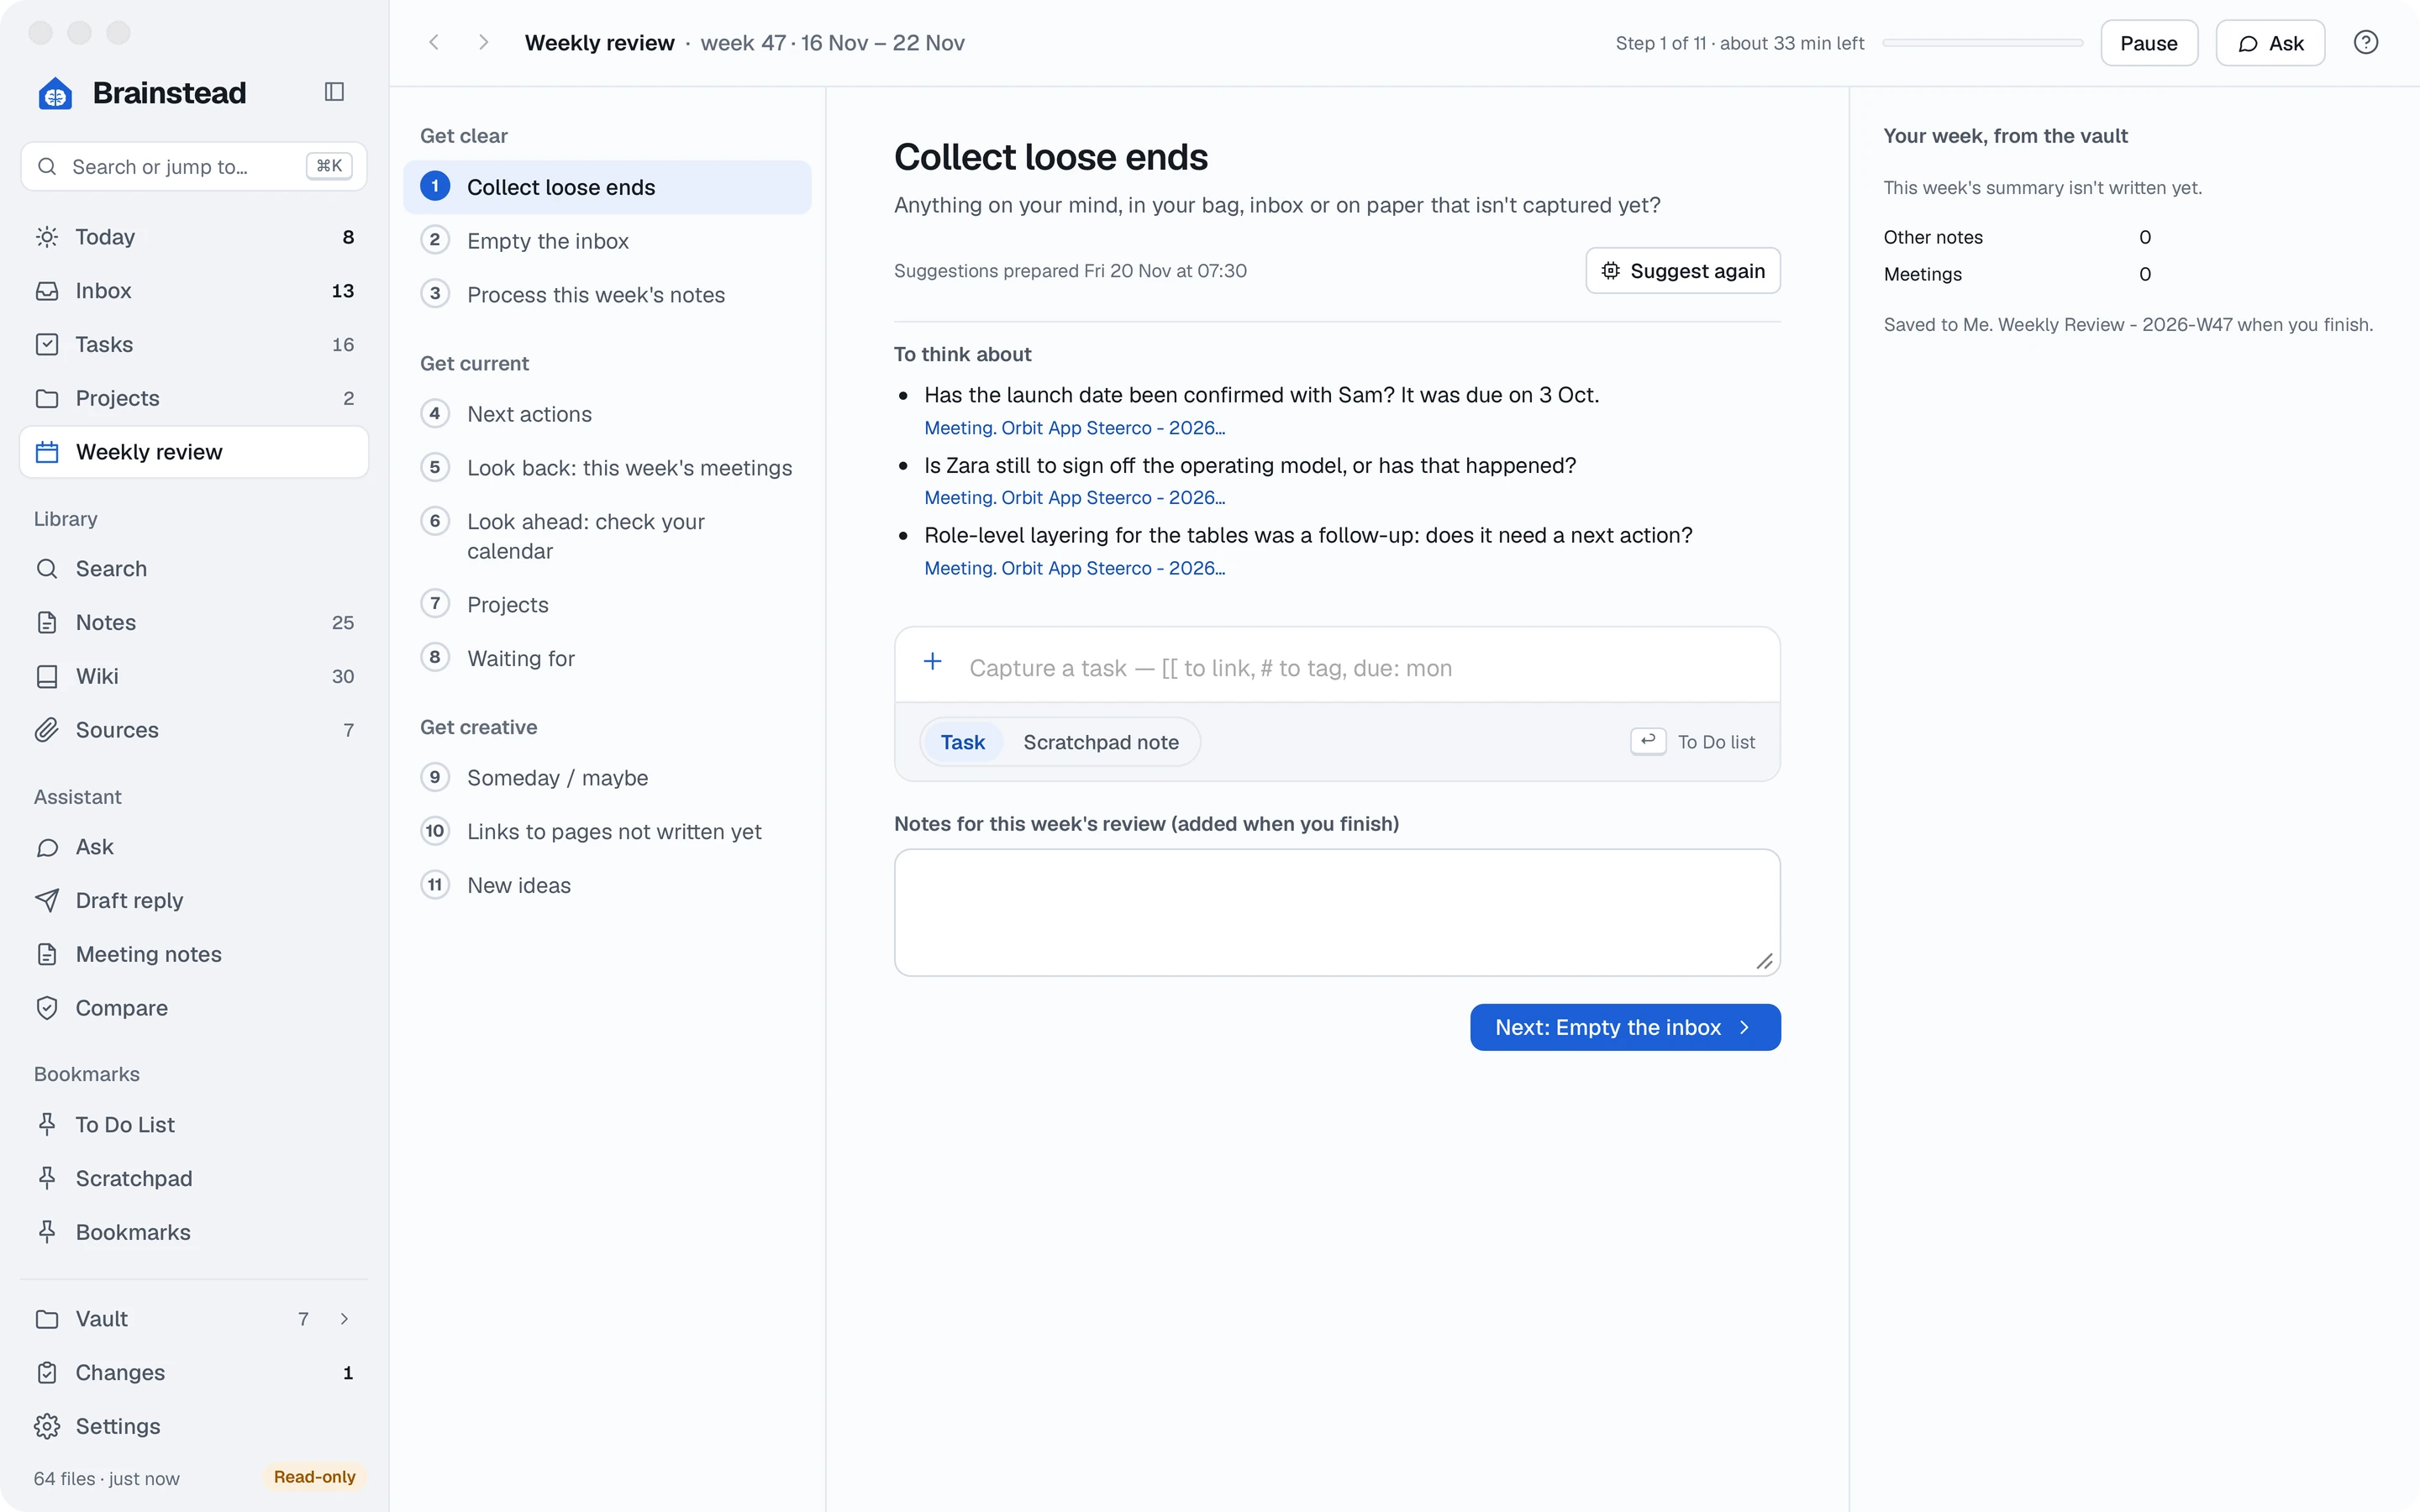 Brainstead
Search or jump to...
⌘K
Today 8
Inbox 13
Tasks 16
Projects 2
Weekly review
Library
Search
Notes 25
Wiki 30
Sources 7
Assistant
Ask
Draft reply
Meeting notes
Compare
Bookmarks
To Do List
Scratchpad
Bookmarks
Vault 7
Changes 1
Settings
64 files · just now
Read-only
Weekly review · week 47 · 16 Nov – 22 Nov
Step 1 of 11 · about 33 min left
Pause
Ask
Get clear
1 Collect loose ends
2 Empty the inbox
3 Process this week's notes
Get current
4 Next actions
5 Look back: this week's meetings
6 Look ahead: check your
calendar
7 Projects
8 Waiting for
Get creative
9 Someday / maybe
10 Links to pages not written yet
11 New ideas
Collect loose ends
Anything on your mind, in your bag, inbox or on paper that isn't captured yet?
Suggestions prepared Fri 20 Nov at 07:30
Suggest again
To think about
Has the launch date been confirmed with Sam? It was due on 3 Oct.
Meeting. Orbit App Steerco - 2026...
Is Zara still to sign off the operating model, or has that happened?
Meeting. Orbit App Steerco - 2026...
Role-level layering for the tables was a follow-up: does it need a next action?
Meeting. Orbit App Steerco - 2026...
Capture a task — [[ to link, # to tag, due: mon
Task
Scratchpad note
To Do list
Notes for this week's review (added when you finish)
Next: Empty the inbox
Your week, from the vault
This week's summary isn't written yet.
Other notes 0
Meetings 0
Saved to Me. Weekly Review - 2026-W47 when you finish.